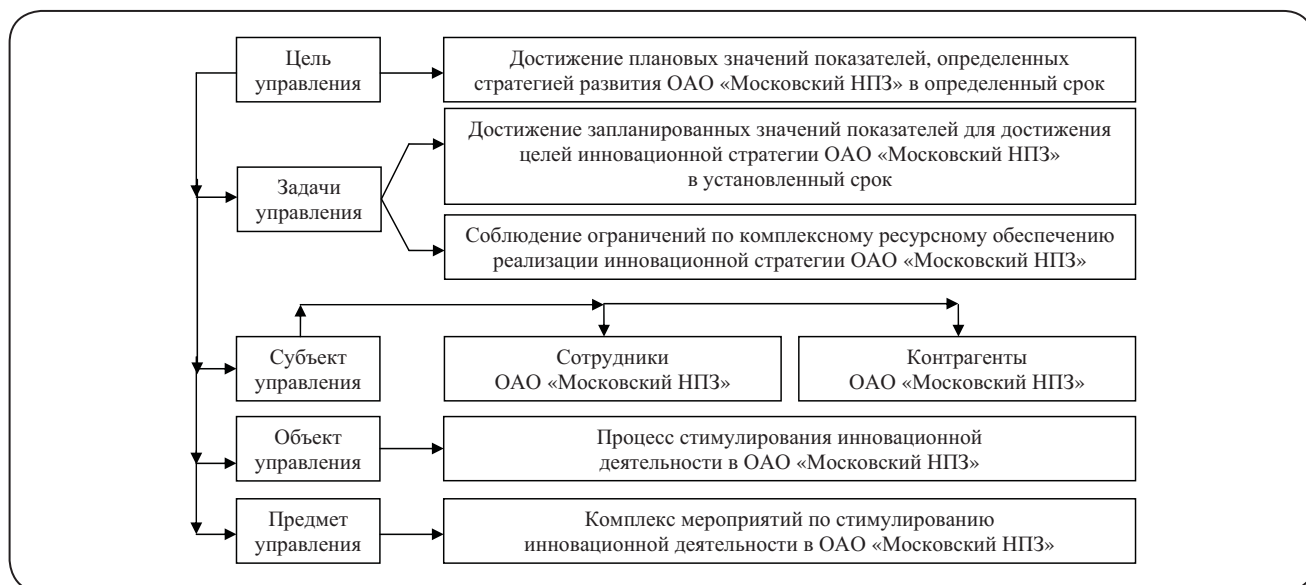 Цель
управления
Достижение плановых значений показателей, определенных
стратегией развития ОАО «Московский НПЗ» в определенный срок
Задачи
управления
Достижение запланированных значений показателей для достижения
целей инновационной стратегии ОАО «Московский НПЗ»
в установленный срок
Соблюдение ограничений по комплексному ресурсному обеспечению
реализации инновационной стратегии ОАО «Московский НПЗ»
Субъект
управления
Сотрудники
ОАО «Московский НПЗ»
Контрагенты
ОАО «Московский НПЗ»
Объект
управления
Процесс стимулирования инновационной
деятельности в ОАО «Московский НПЗ»
Предмет
управления
Комплекс мероприятий по стимулированию
инновационной деятельности в ОАО «Московский НПЗ»